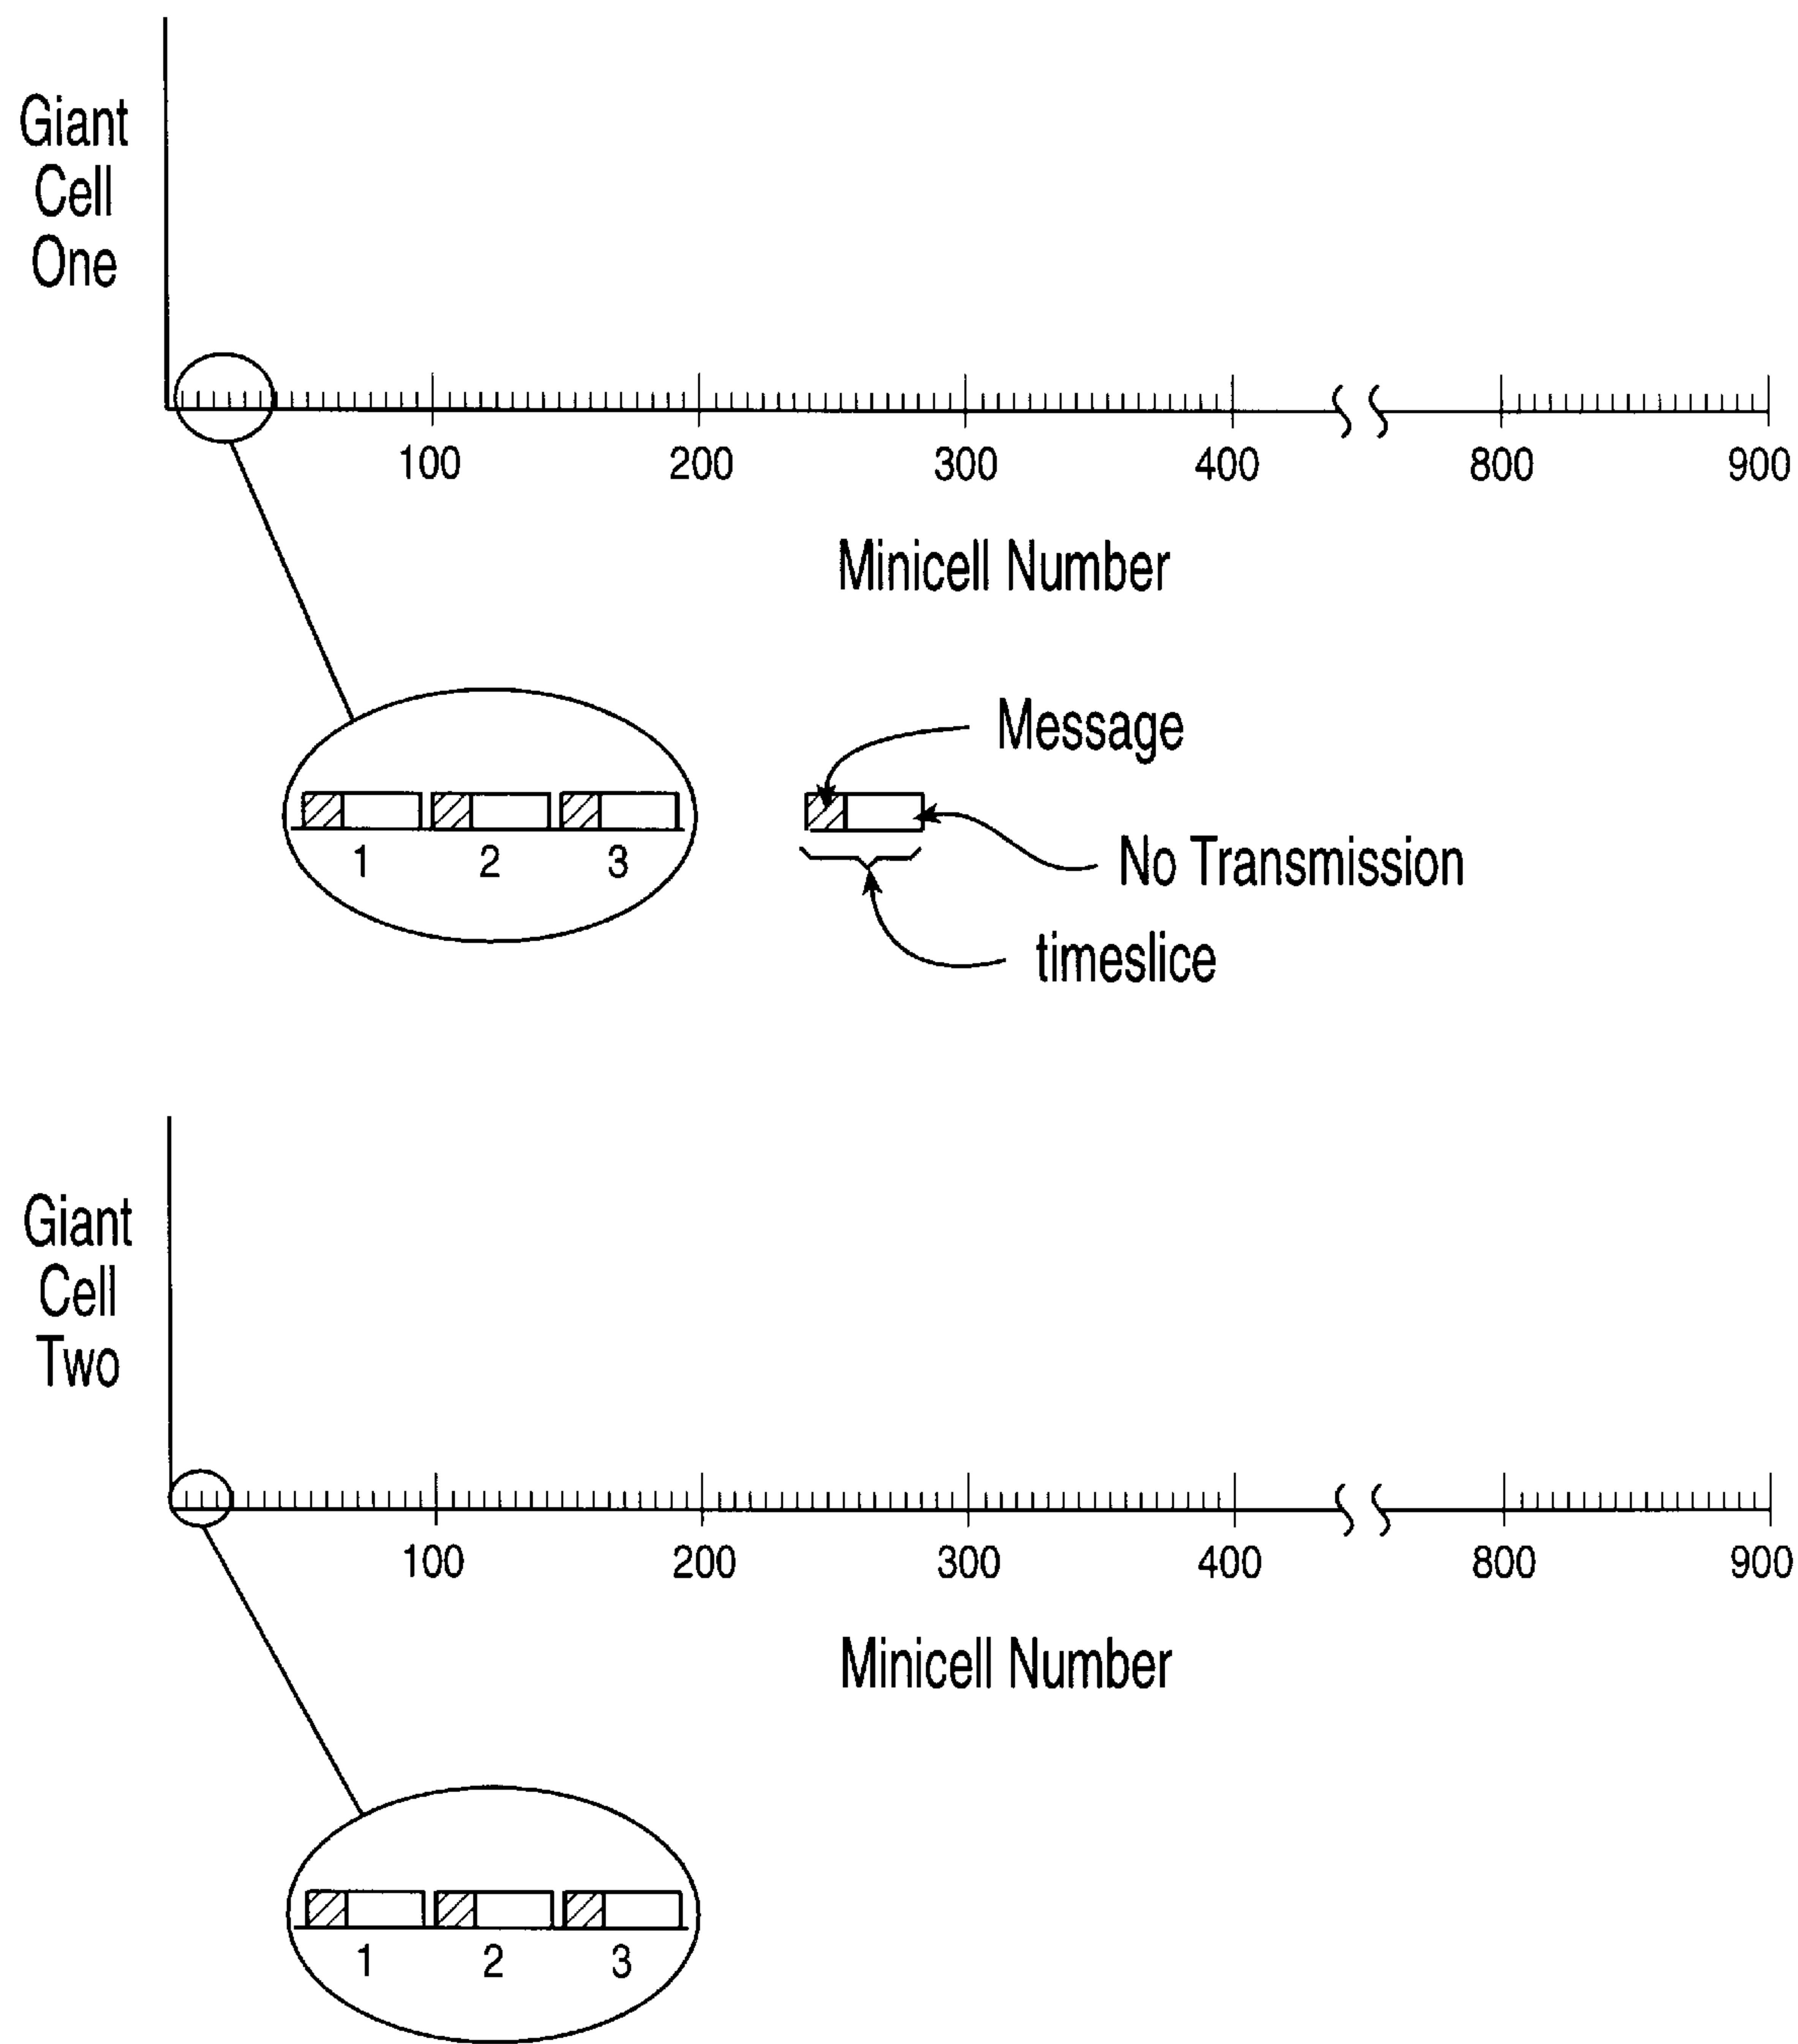 Giant
Cell
One
100 200 300 400 800 900
Minicell Number
Message
1 2 3
No Transmission
timeslice
Giant
Cell
Two
100 200 300 400 800 900
Minicell Number
1 2 3